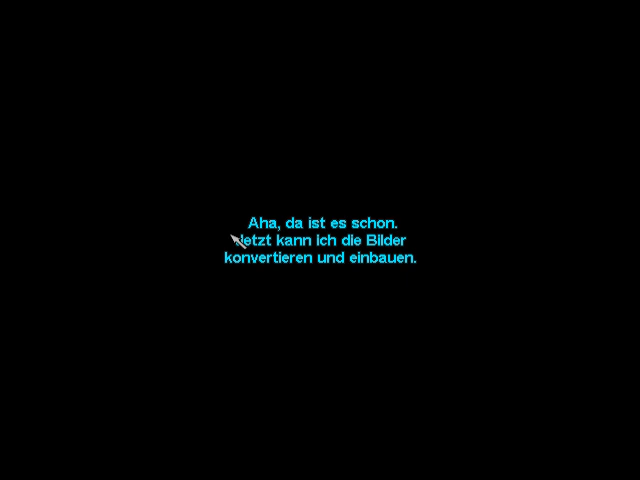 Aha, da ist es schon.
Jetzt kann ich die Bilder
konvertieren und einbauen.